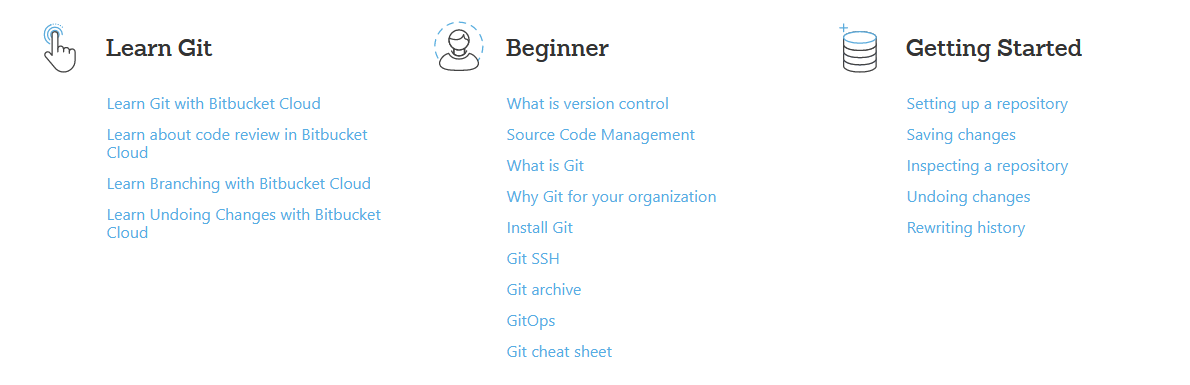 Learn Git
Learn Git with Bitbucket Cloud
Learn about code review in Bitbucket
Cloud
Learn Branching with Bitbucket Cloud
Learn Undoing Changes with Bitbucket
Cloud
Beginner
What is version control
Source Code Management
What is Git
Why Git for your organization
Install Git
Git SSH
Git archive
GitOps
Git cheat sheet
Getting Started
Setting up a repository
Saving changes
Inspecting a repository
Undoing changes
Rewriting history